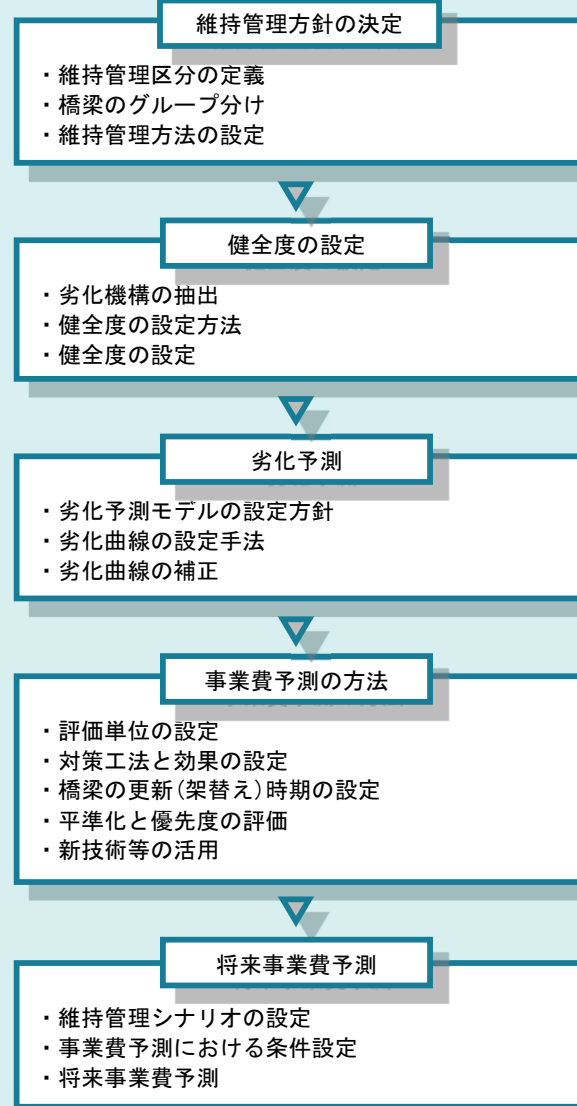 維持管理方針の決定
・維持管理区分の定義
・橋梁のグループ分け
・維持管理方法の設定
健全度の設定
・劣化機構の抽出
・健全度の設定方法
・健全度の設定
劣化予測
・劣化予測モデルの設定方針
・劣化曲線の設定手法
・劣化曲線の補正
事業費予測の方法
・評価単位の設定
・対策工法と効果の設定
・橋梁の更新(架替え)時期の設定
・平準化と優先度の評価
・新技術等の活用
将来事業費予測
・維持管理シナリオの設定
・事業費予測における条件設定
・将来事業費予測